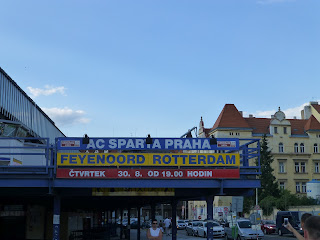 AC SPARTA PRAHA
FEYENOORD ROTTERDAM
ČTVRTEK 30. 8. OD 19.00 HODIN